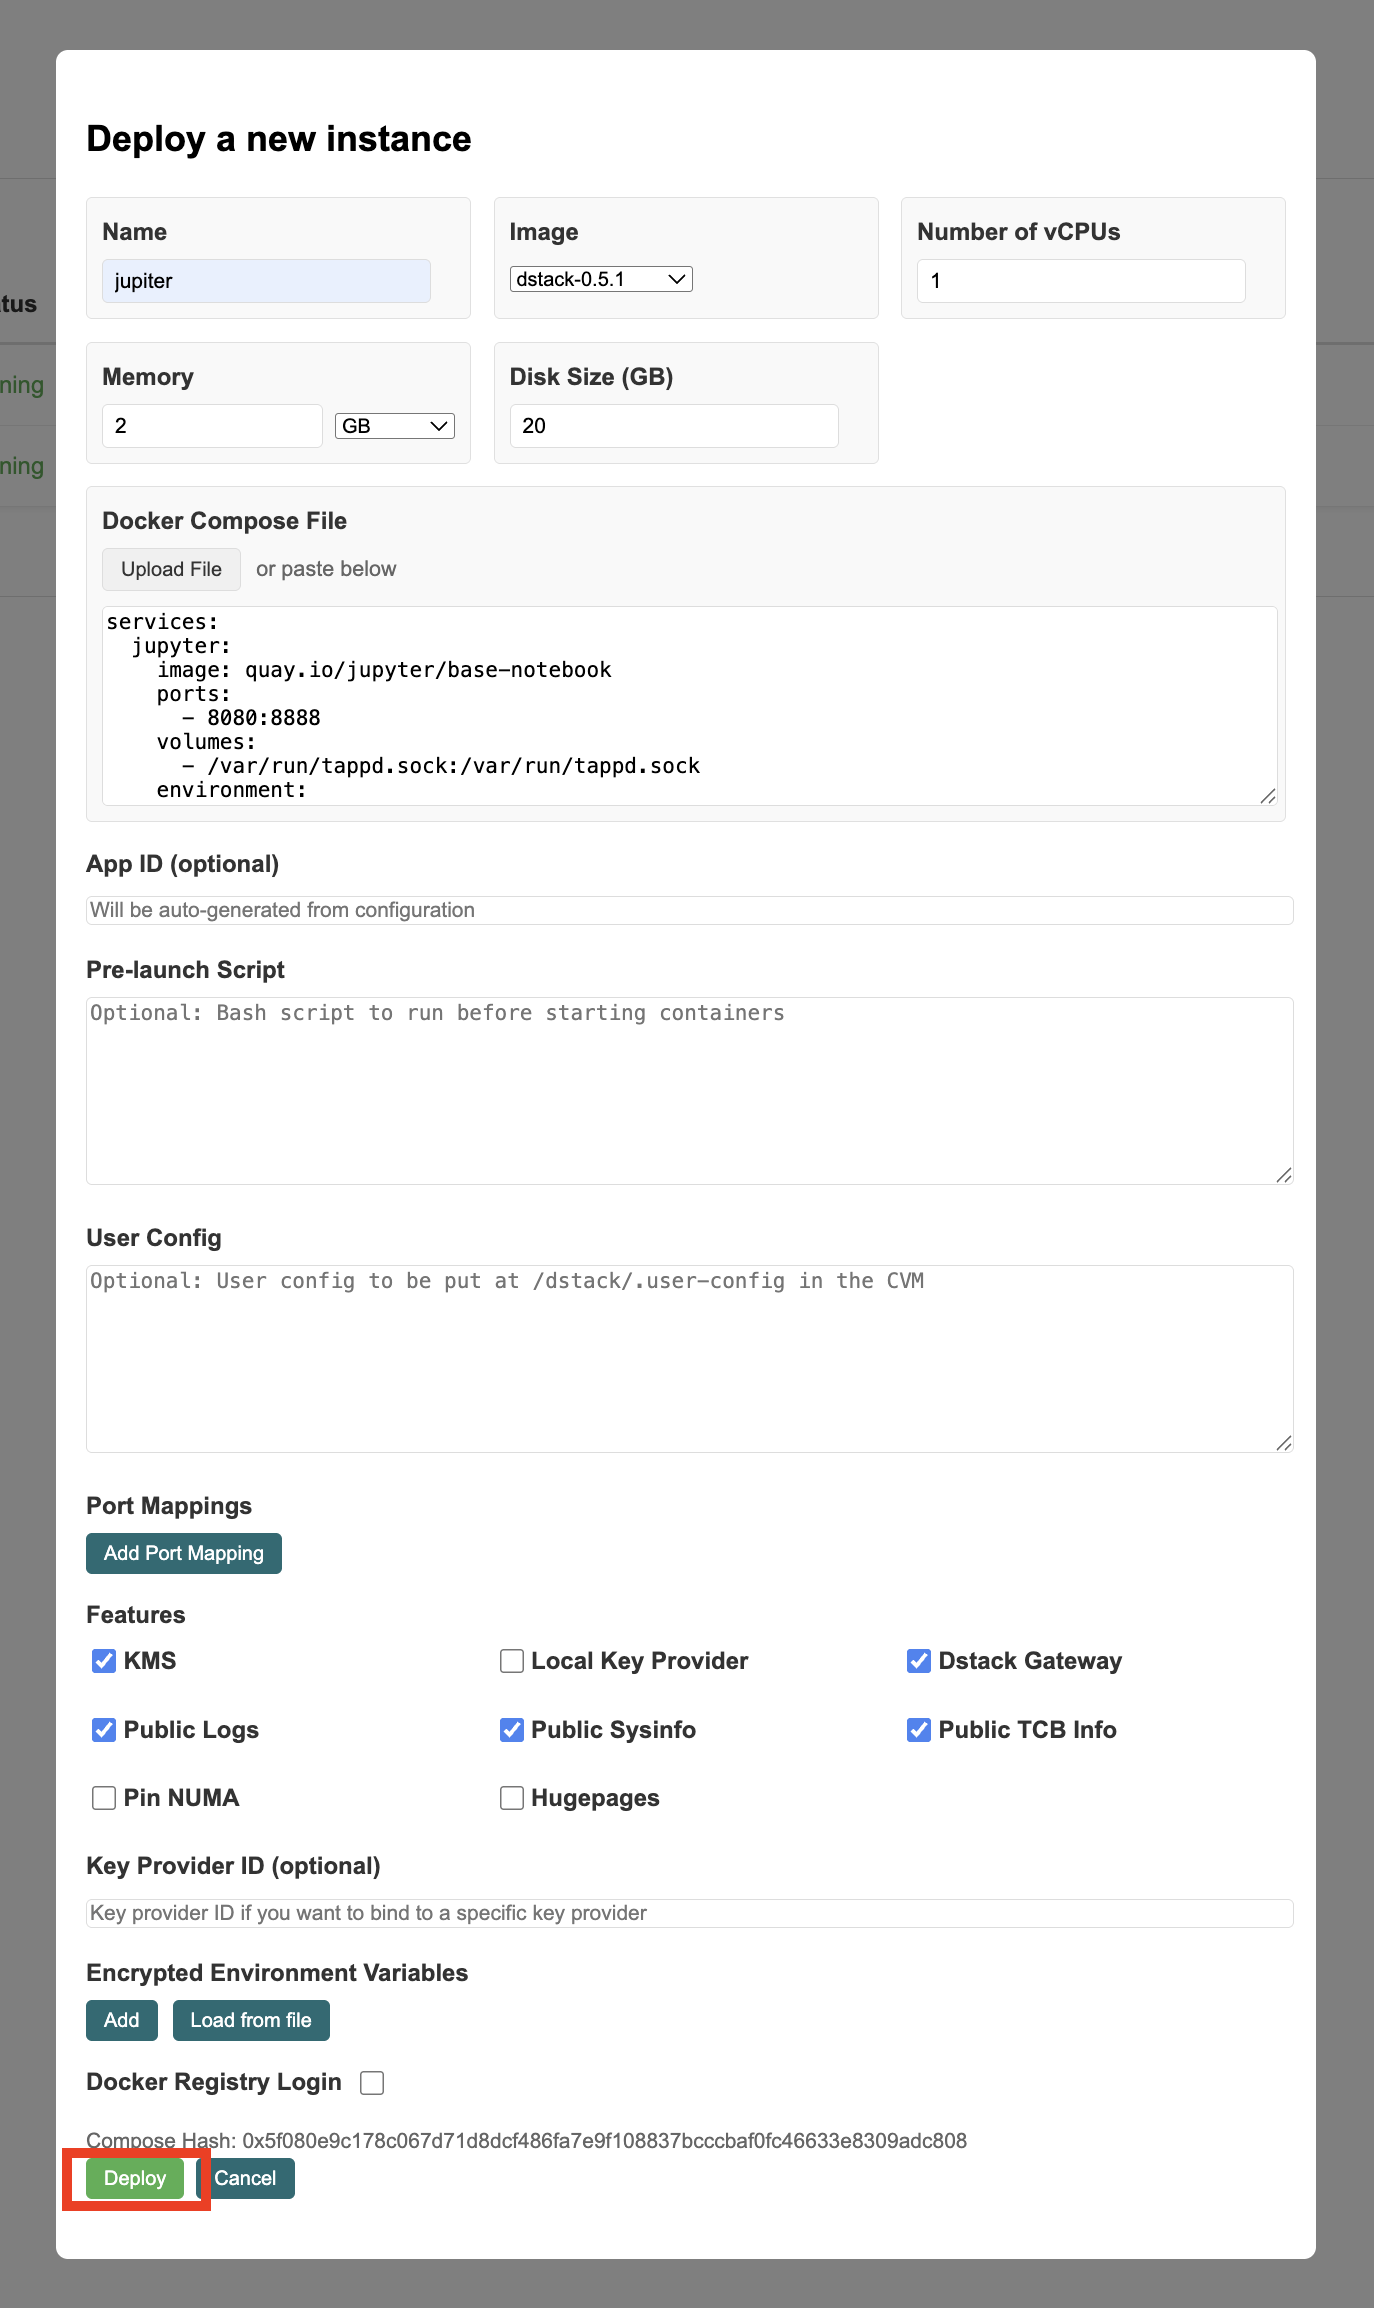 Deploy a new instance
Name
Image
Number of vCPUs
jupiter
dstack-0.5.1
1
tus
Memory
Disk Size (GB)
ning
2
GB
20
ning
Docker Compose File
Upload File or paste below
services:
  jupyter:
    image: quay.io/jupyter/base-notebook
    ports:
      - 8080:8888
    volumes:
      - /var/run/tappd.sock:/var/run/tappd.sock
    environment:
App ID (optional)
Will be auto-generated from configuration
Pre-launch Script
Optional: Bash script to run before starting containers
User Config
Optional: User config to be put at /dstack/.user-config in the CVM
Port Mappings
Add Port Mapping
Features
KMS
Local Key Provider
Dstack Gateway
Public Logs
Public Sysinfo
Public TCB Info
Pin NUMA
Hugepages
Key Provider ID (optional)
Key provider ID if you want to bind to a specific key provider
Encrypted Environment Variables
Add
Load from file
Docker Registry Login
Compose Hash: 0x5f080e9c178c067d71d8dcf486fa7e9f108837bcccbaf0fc46633e8309adc808
Deploy
Cancel